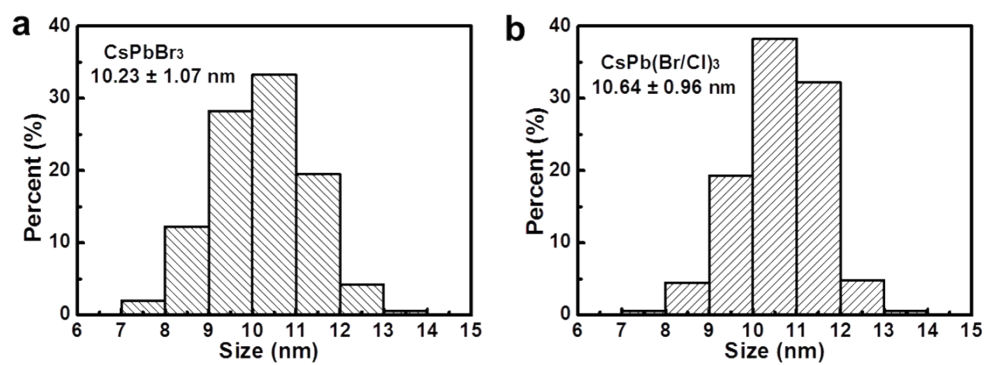 a
CsPbBr₃
10.23 ± 1.07 nm
Percent (%)
40
30
20
10
0
6 7 8 9 10 11 12 13 14 15
Size (nm)
b
CsPb(Br/Cl)₃
10.64 ± 0.96 nm
Percent (%)
40
30
20
10
0
6 7 8 9 10 11 12 13 14 15
Size (nm)